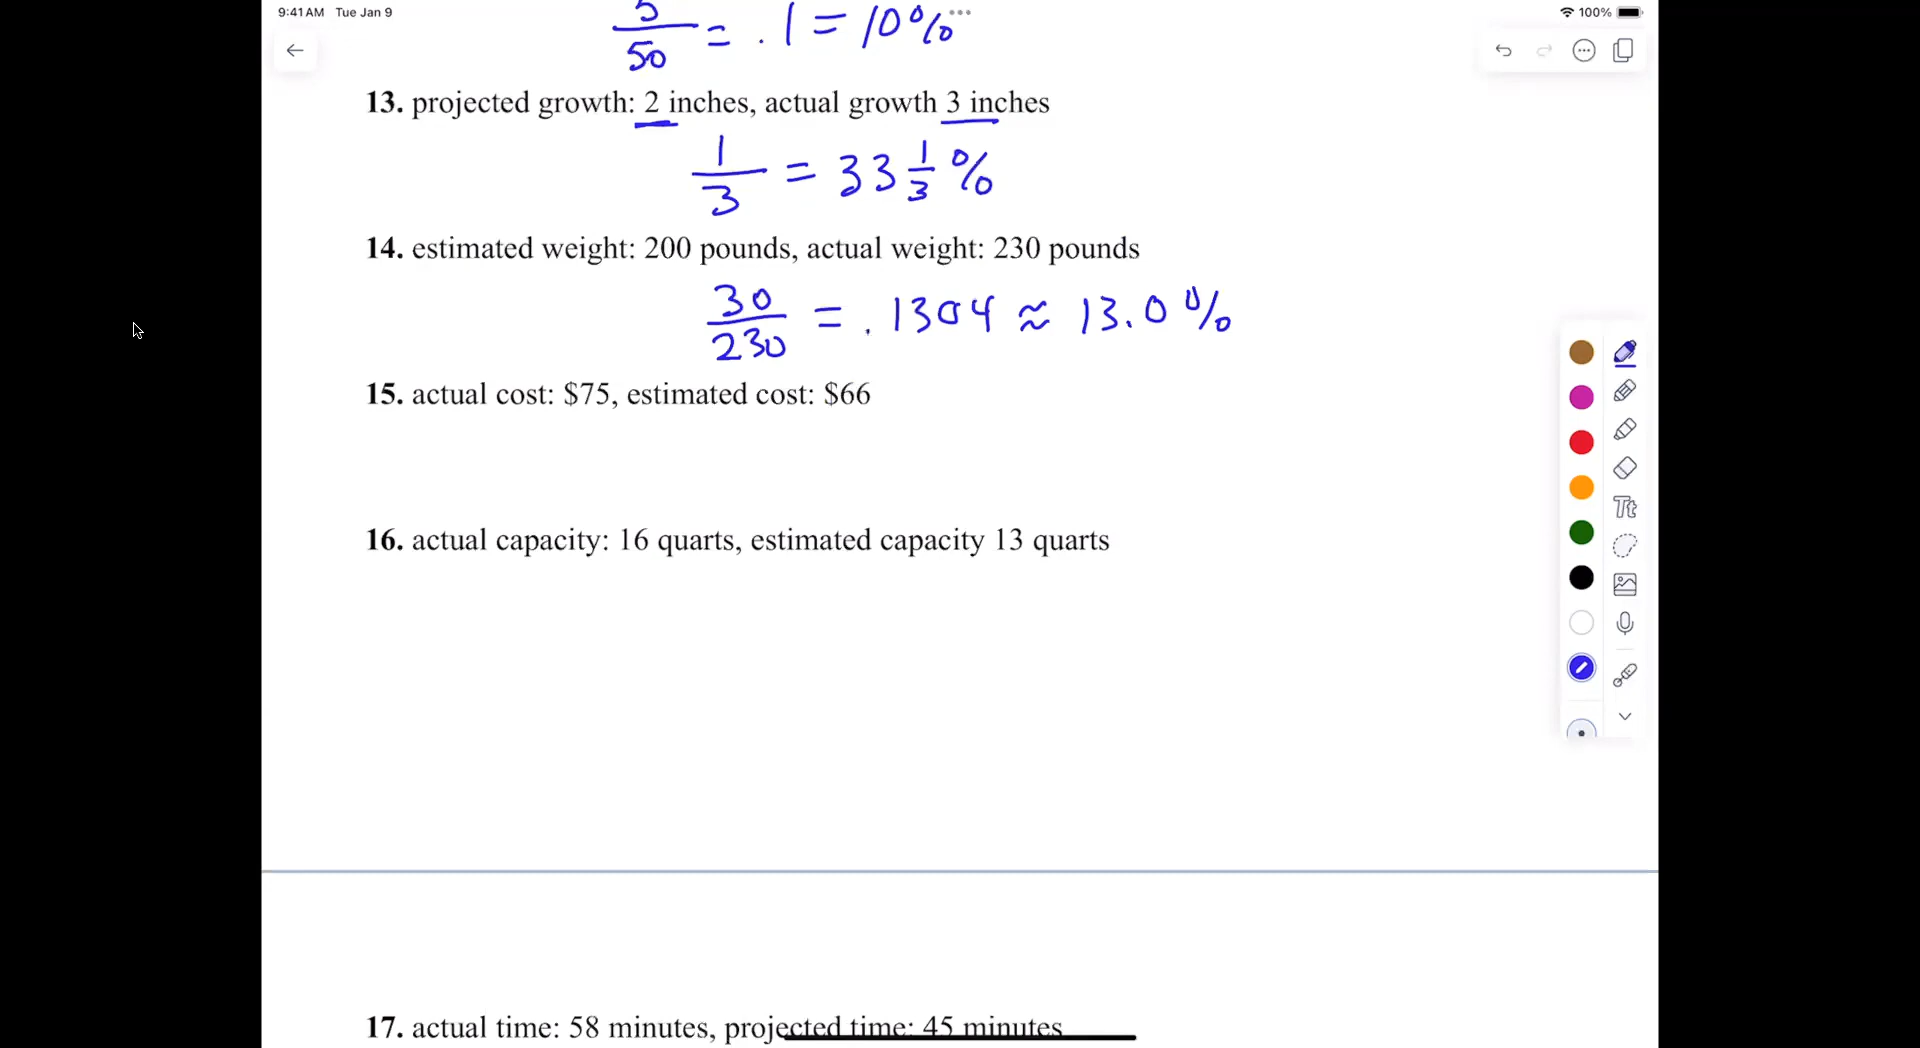 9:41 AM Tue Jan 9
100%
5/50 = .1 = 10%
13. projected growth: 2 inches, actual growth 3 inches
1/3 = 33 1/3 %
14. estimated weight: 200 pounds, actual weight: 230 pounds
30/230 = .1304 ≈ 13.0%
15. actual cost: $75, estimated cost: $66
Tt
16. actual capacity: 16 quarts, estimated capacity 13 quarts
17. actual time: 58 minutes, projected time: 45 minutes